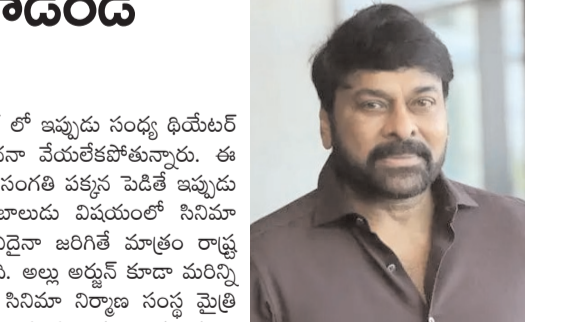 లో ఇప్పుడు సంధ్య థియేటర్
వేయలేకపోతున్నారు. ఈ
సంగతి పక్కన పెడితే ఇప్పుడు
బాలుడు విషయంలో సినిమా
జరిగితే మాత్రం రాష్ట్ర
అల్లు అర్జున్ కూడా మరిన్ని
సినిమా నిర్మాణ సంస్థ మైత్రి